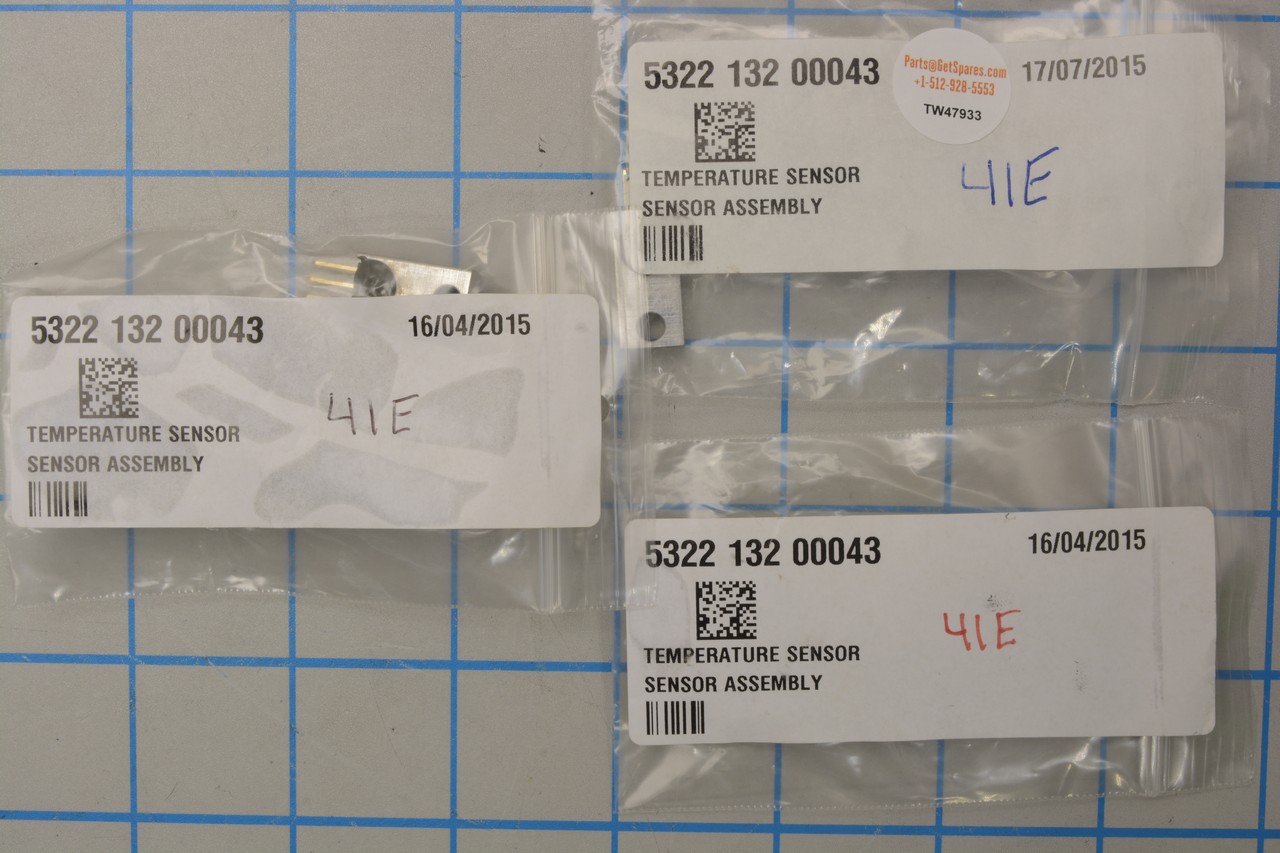 5322 132 00043
16/04/2015
41E
TEMPERATURE SENSOR
SENSOR ASSEMBLY
5322 132 00043
Parts@GetSpares.com
+1-512-928-5553
TW47933
17/07/2015
41E
TEMPERATURE SENSOR
SENSOR ASSEMBLY
5322 132 00043
16/04/2015
41E
TEMPERATURE SENSOR
SENSOR ASSEMBLY